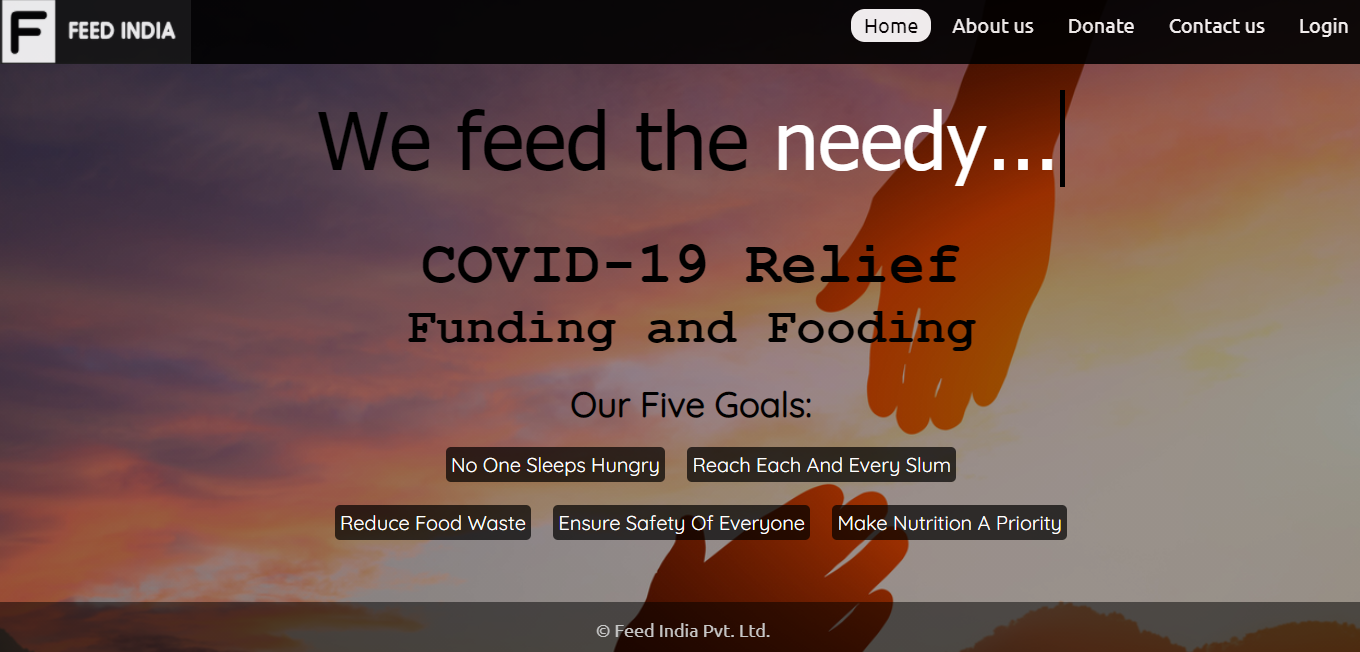 F FEED INDIA Home About us Donate Contact us Login
We feed the needy...
COVID-19 Relief
Funding and Fooding
Our Five Goals:
No One Sleeps Hungry Reach Each And Every Slum
Reduce Food Waste Ensure Safety Of Everyone Make Nutrition A Priority
© Feed India Pvt. Ltd.